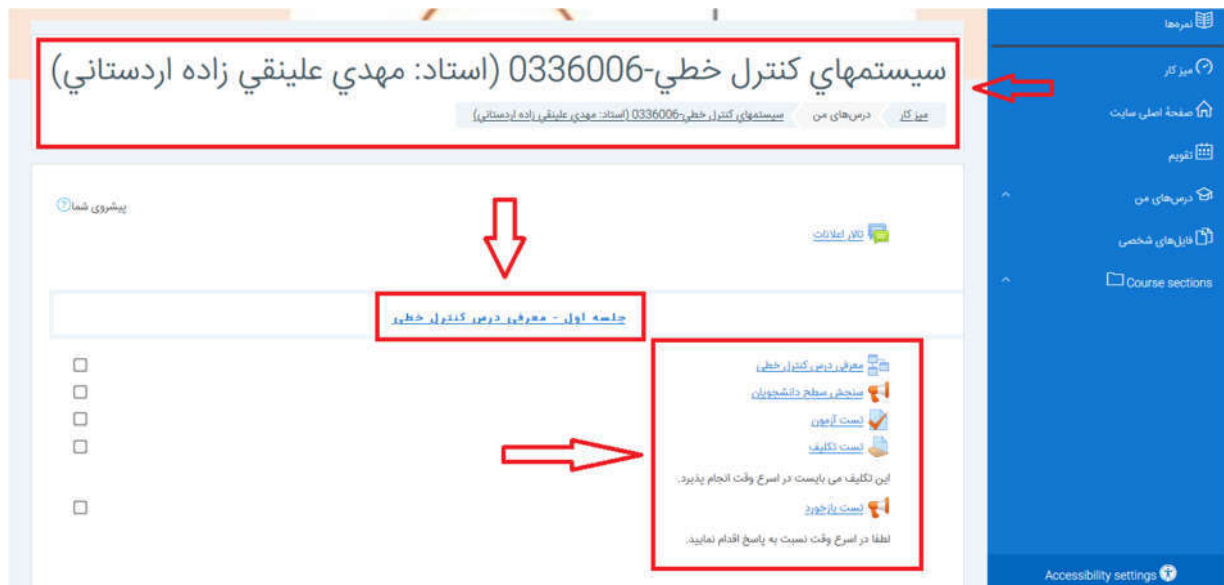 نمره‌ها
میز کار
صفحهٔ اصلی سایت
تقویم
درس‌های من
فایل‌های شخصی
Course sections
Accessibility settings
سيستمهاي کنترل خطي-0336006 (استاد: مهدي علينقي زاده اردستاني)
میز کار درس‌های من سيستمهاي کنترل خطي-0336006 (استاد: مهدي علينقي زاده اردستاني)
پیشروی شما
تالار اعلانات
جلسه اول - معرفی درس کنترل خطی
معرفی درس کنترل خطی
سنجش سطح دانشجویان
تست آزمون
تست تکلیف
این تکلیف می بایست در اسرع وقت انجام پذیرد.
تست بازخورد
لطفا در اسرع وقت نسبت به پاسخ اقدام نمایید.